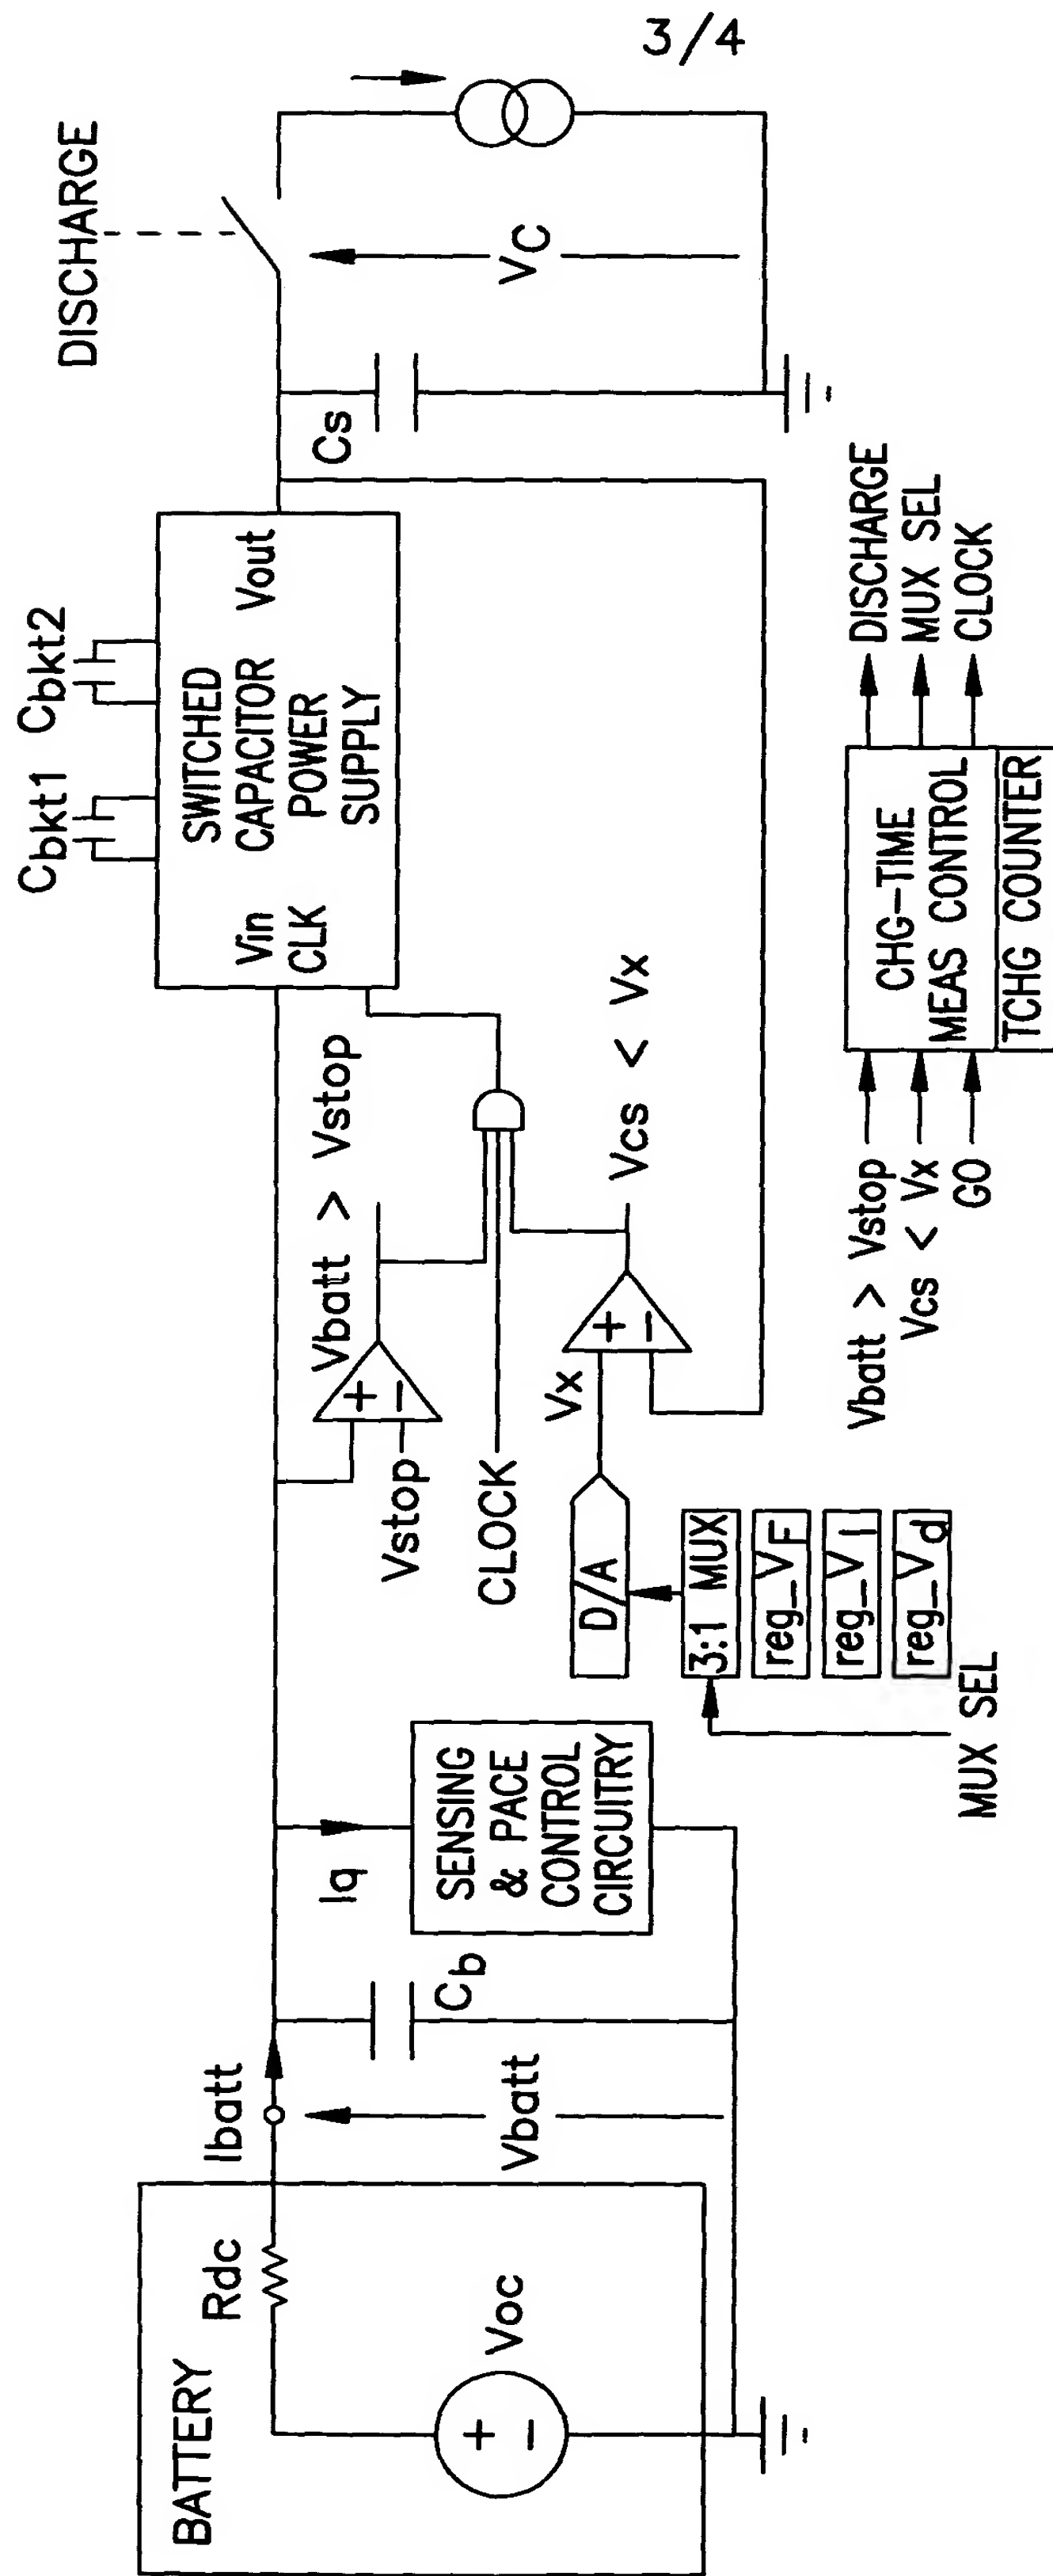 3/4
BATTERY
Rdc
Voc
+
−
Ibatt
Vbatt
Cb
Iq
SENSING
& PACE
CONTROL
CIRCUITRY
Vbatt > Vstop
+
−
Vstop
CLOCK
Vx
+
−
Vcs < Vx
D/A
3:1 MUX
reg_VF
reg_VI
reg_Vd
MUX SEL
Cbkt1
Cbkt2
Vin
CLK
SWITCHED
CAPACITOR
POWER
SUPPLY
Vout
Cs
VC
DISCHARGE
Vbatt > Vstop
Vcs < Vx
GO
CHG-TIME
MEAS CONTROL
TCHG COUNTER
DISCHARGE
MUX SEL
CLOCK